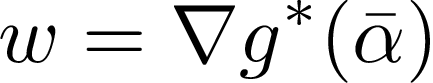 w = ∇g*(ᾱ)